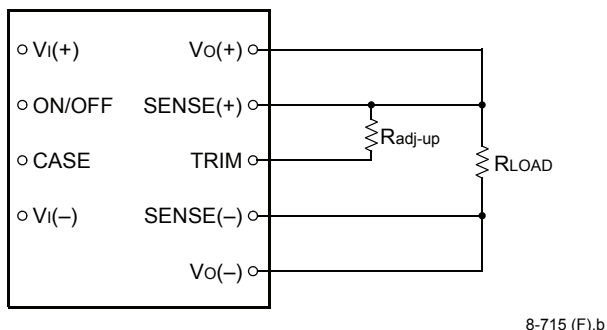 VI(+) VO(+)
ON/OFF SENSE(+)
Radj-up
CASE TRIM RLOAD
VI(–) SENSE(–)
VO(–)
8-715 (F).b